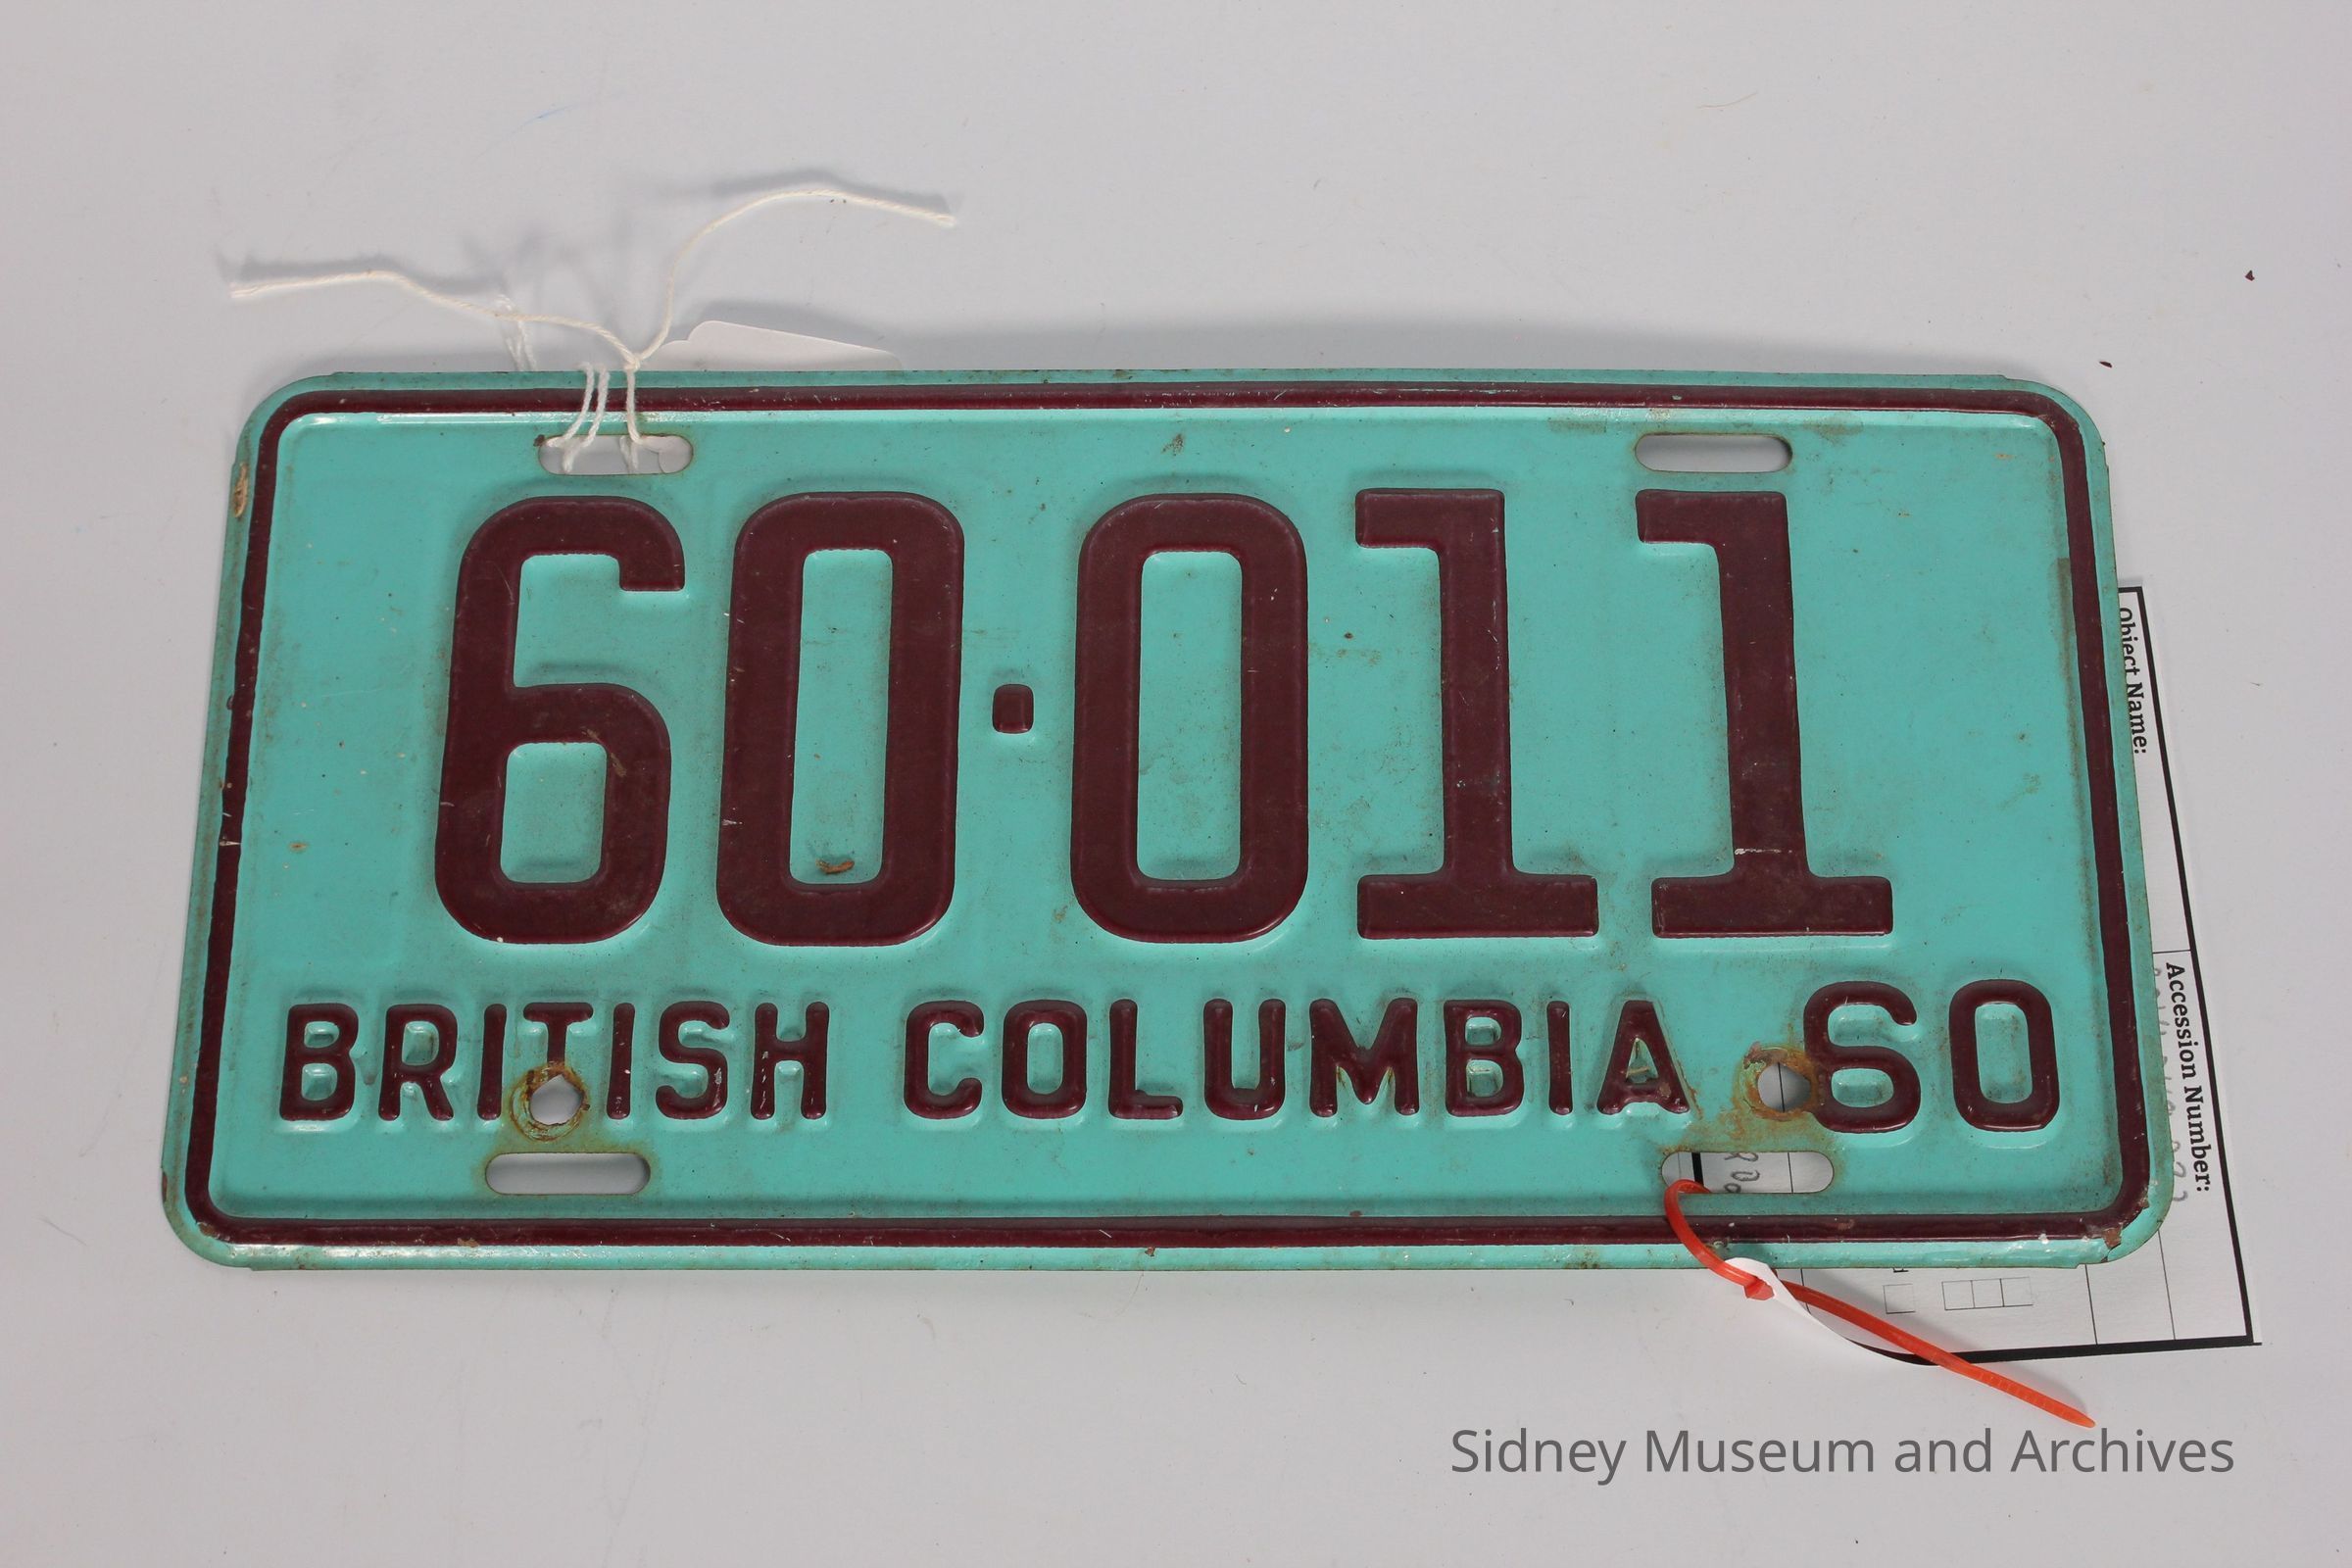 60·011
BRITISH COLUMBIA 60
Object Name:
Accession Number:
Sidney Museum and Archives